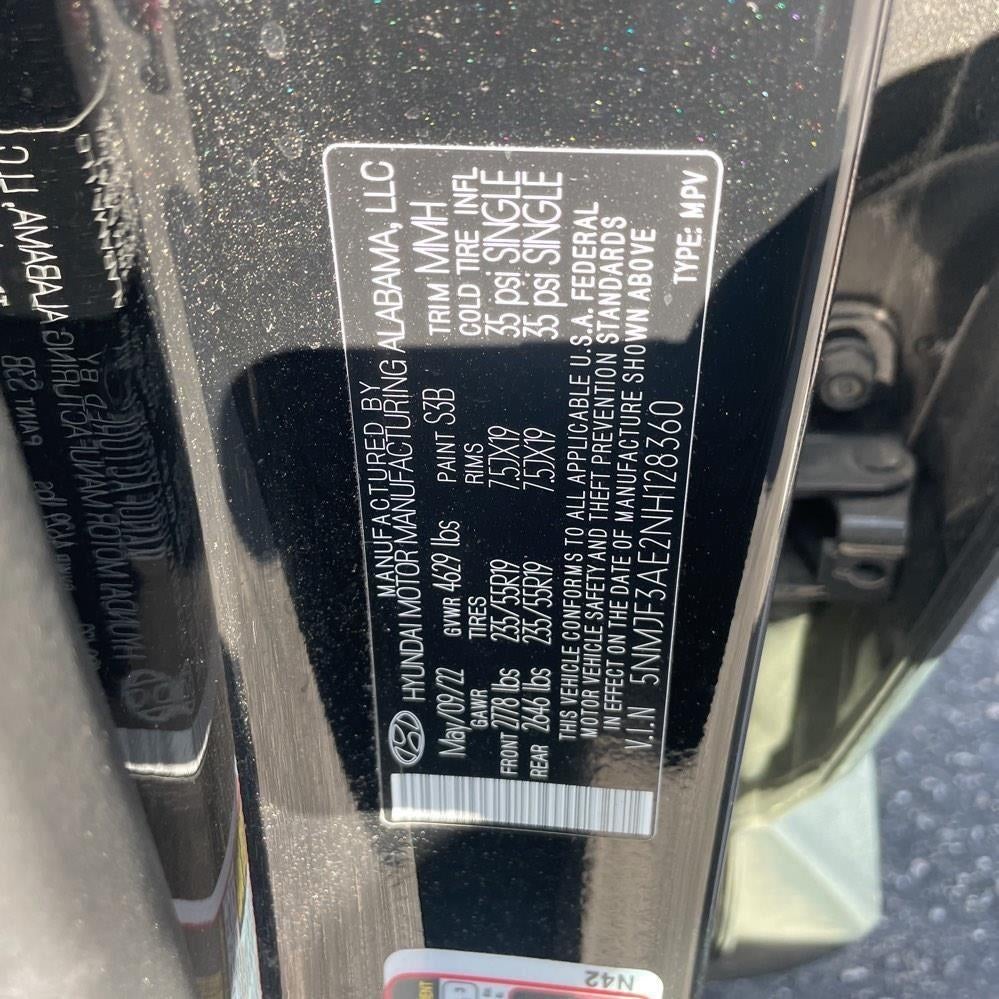 MANUFACTURED BY
HYUNDAI MOTOR MANUFACTURING ALABAMA, LLC
May/09/22 GVWR 4629 lbs PAINT S3B TRIM MMH
GAWR TIRES RIMS COLD TIRE INFL
FRONT 2778 lbs 235/55R19 7.5JX19 35 psi SINGLE
REAR 2646 lbs 235/55R19 7.5JX19 35 psi SINGLE
THIS VEHICLE CONFORMS TO ALL APPLICABLE U.S.A. FEDERAL
MOTOR VEHICLE SAFETY AND THEFT PREVENTION STANDARDS
IN EFFECT ON THE DATE OF MANUFACTURE SHOWN ABOVE
V.I.N 5NMJF3AE2NH128360 TYPE: MPV
N42